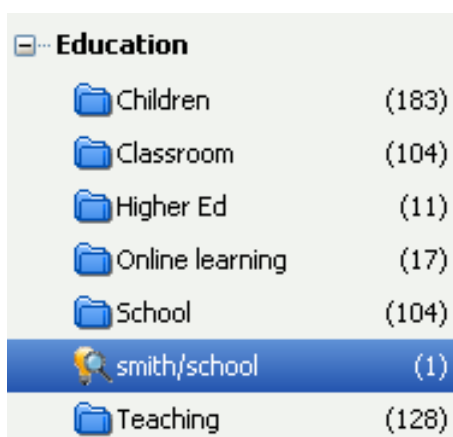 Education
Children (183)
Classroom (104)
Higher Ed (11)
Online learning (17)
School (104)
smith/school (1)
Teaching (128)